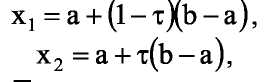 x₁ = a + (1 − τ)(b − a),
x₂ = a + τ(b − a),